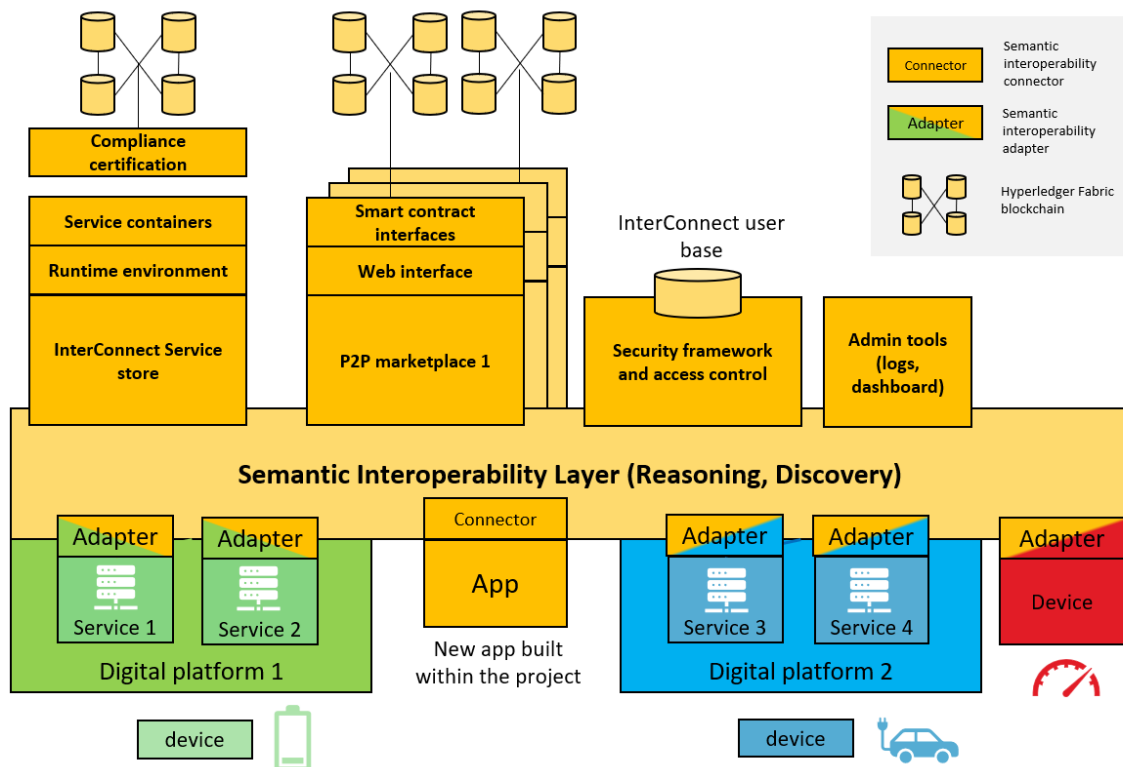 Compliance
certification
Service containers
Runtime environment
InterConnect Service
store
Smart contract
interfaces
Web interface
P2P marketplace 1
InterConnect user
base
Security framework
and access control
Admin tools
(logs,
dashboard)
Connector
Semantic
interoperability
connector
Adapter
Semantic
interoperability
adapter
Hyperledger Fabric
blockchain
Semantic Interoperability Layer (Reasoning, Discovery)
Adapter
Service 1
Adapter
Service 2
Digital platform 1
Connector
App
New app built
within the project
Adapter
Service 3
Adapter
Service 4
Digital platform 2
Adapter
Device
device
device